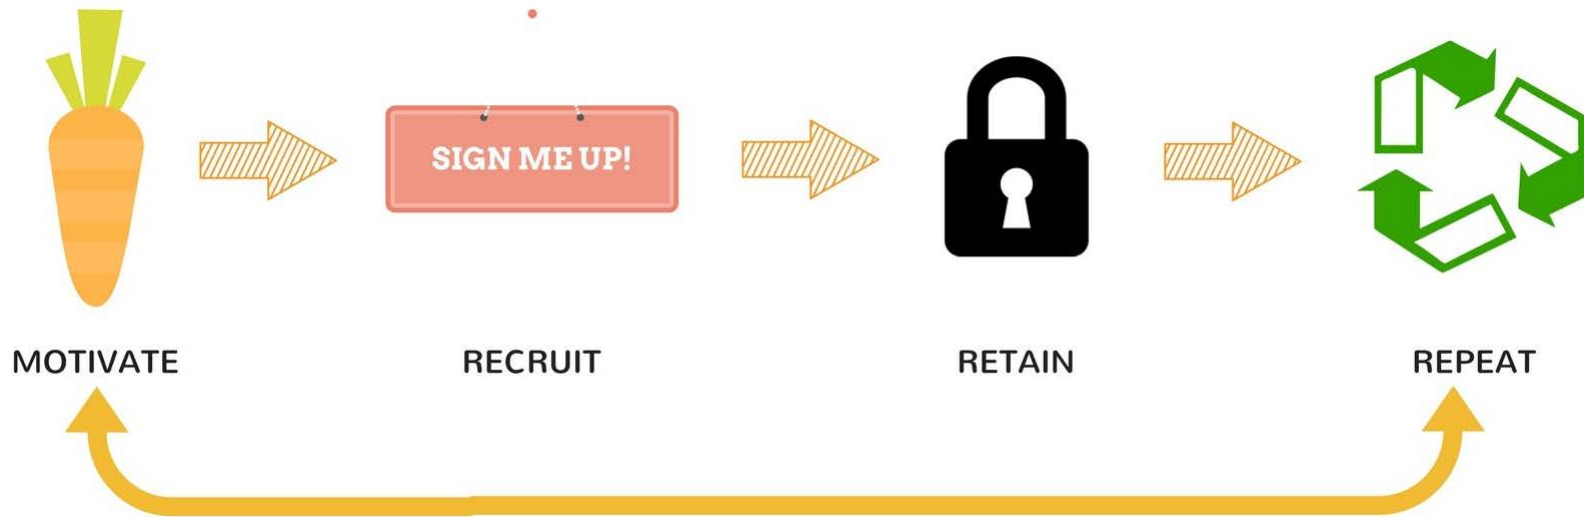 SIGN ME UP!
MOTIVATE
RECRUIT
RETAIN
REPEAT